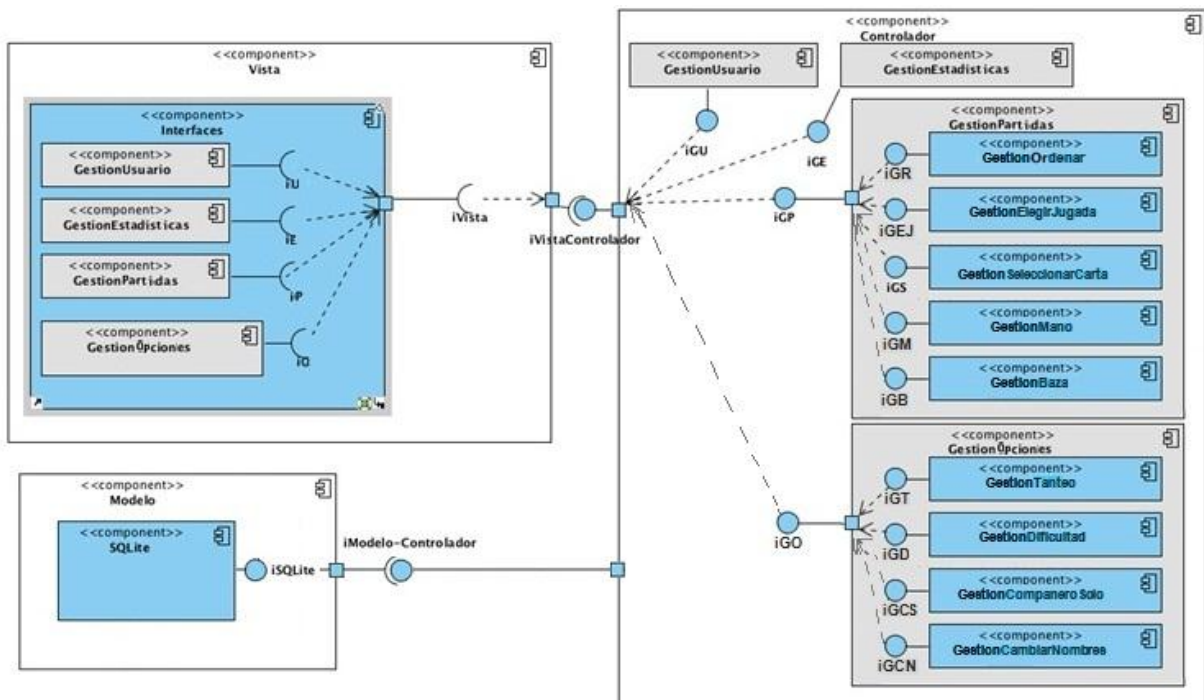 <<component>>
Vista
<<component>>
Interfaces
<<component>>
GestionUsuario
iU
<<component>>
GestionEstadisticas
iE
<<component>>
GestionPartidas
iP
<<component>>
GestionOpciones
iO
iVista
iVistaControlador
<<component>>
Modelo
<<component>>
SQLite
iSQLite
iModelo-Controlador
<<component>>
Controlador
<<component>>
GestionUsuario
iGU
<<component>>
GestionEstadisticas
iGE
iGP
<<component>>
GestionPartidas
<<component>>
GestionOrdenar
iGR
<<component>>
GestionElegirJugada
iGEJ
<<component>>
GestionSeleccionarCarta
iGS
<<component>>
GestionMano
iGM
<<component>>
GestionBaza
iGB
iGO
<<component>>
GestionOpciones
<<component>>
GestionTanteo
iGT
<<component>>
GestionDificultad
iGD
<<component>>
GestionCompaneroSolo
iGCS
<<component>>
GestionCambiarNombres
iGCN